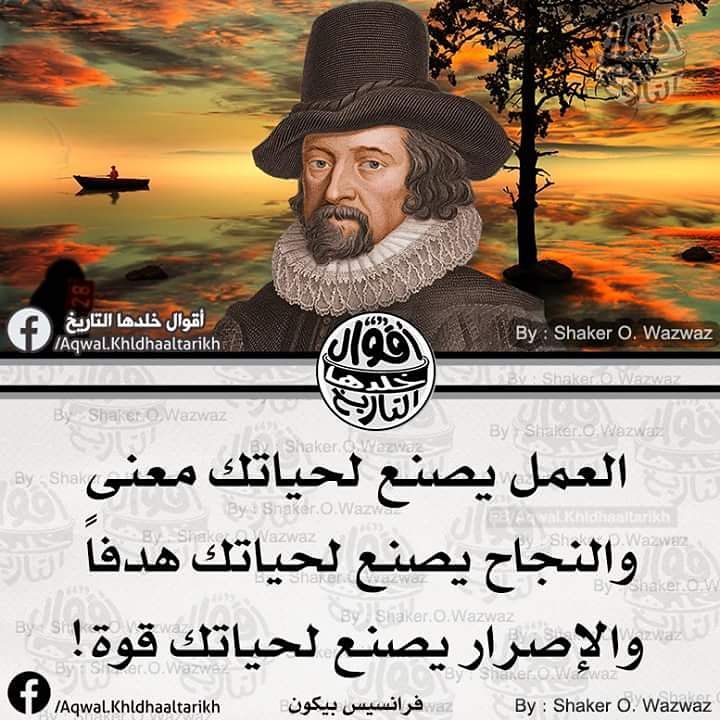 أقوال خلدها التاريخ
/Aqwal.Khldhaaltarikh
By : Shaker O. Wazwaz
أقوال
خلدها
التاريخ
العمل يصنع لحياتك معنى
والنجاح يصنع لحياتك هدفاً
والإصرار يصنع لحياتك قوة!
/Aqwal.Khldhaaltarikh
فرانسيس بيكون
By : Shaker O. Wazwaz